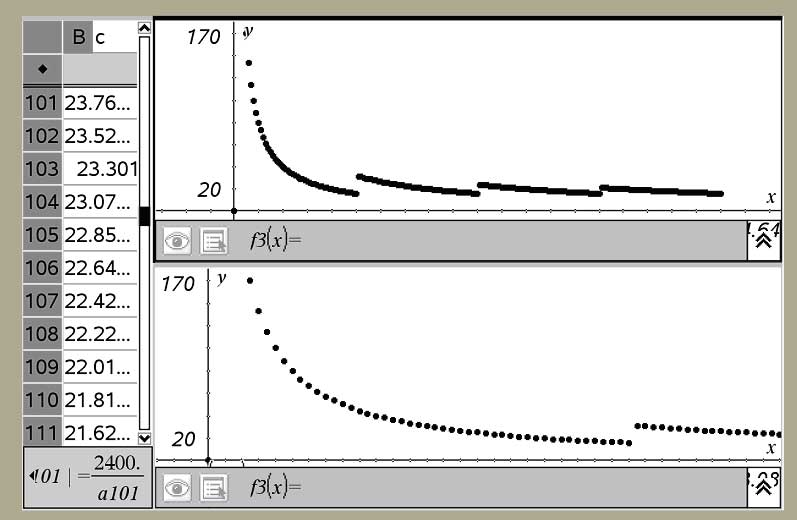 B c
101 23.76...
102 23.52...
103 23.301
104 23.07...
105 22.85...
106 22.64...
107 22.42...
108 22.22...
109 22.01...
110 21.81...
111 21.62...
=2400.
a101
170 y
20
x
f3(x)=
170 y
20
x
f3(x)=